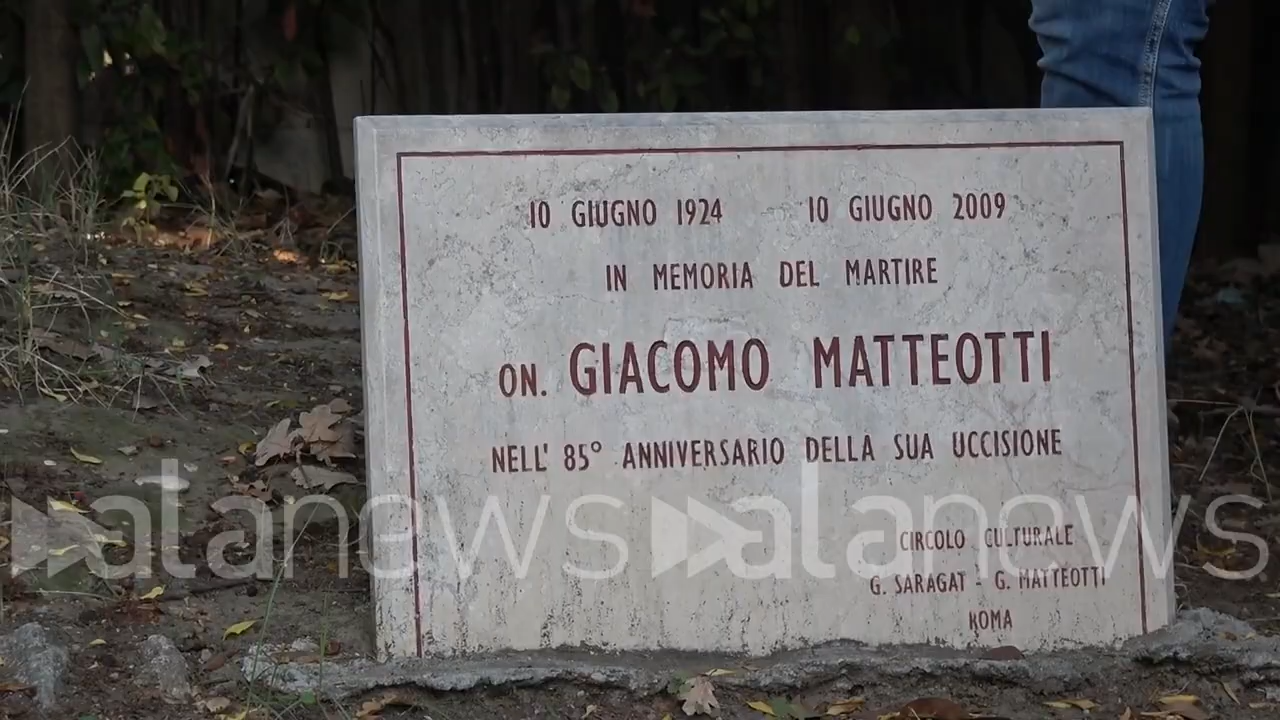 10 GIUGNO 1924 10 GIUGNO 2009
IN MEMORIA DEL MARTIRE
ON. GIACOMO MATTEOTTI
NELL' 85° ANNIVERSARIO DELLA SUA UCCISIONE
alanews alanews
CIRCOLO CULTURALE
G. SARAGAT - G. MATTEOTTI
ROMA